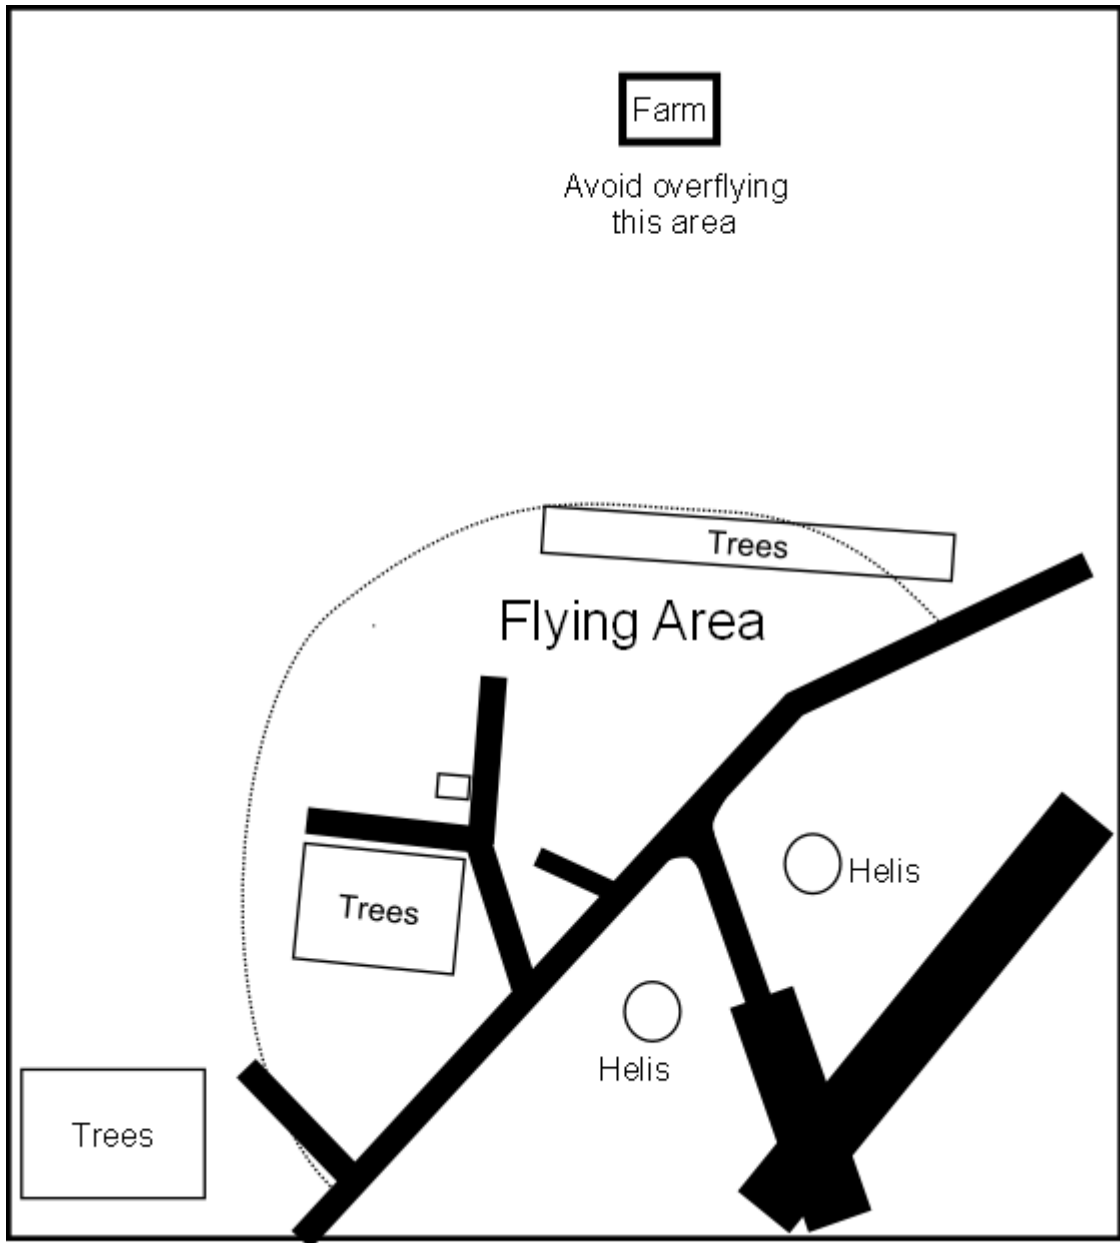 Farm
Avoid overflying
this area
Trees
Flying Area
Helis
Trees
Helis
Trees